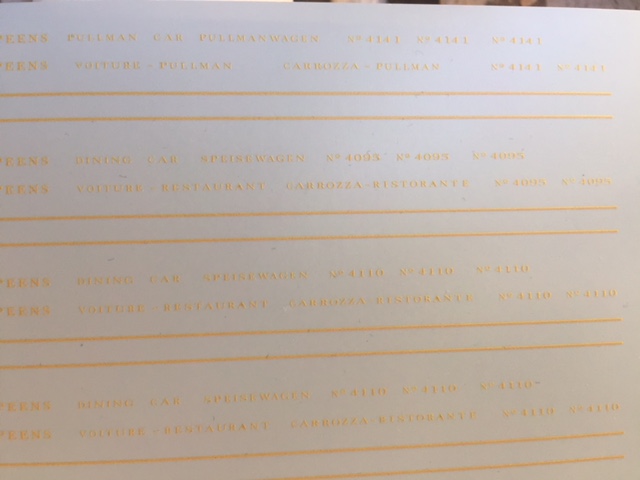 PEENS PULLMAN CAR PULLMANWAGEN Nº 4141 Nº 4141 Nº 4141
PEENS VOITURE-PULLMAN CARROZZA-PULLMAN Nº 4141 Nº 4141
PEENS DINING CAR SPEISEWAGEN Nº 4095 Nº 4095 Nº 4095
PEENS VOITURE-RESTAURANT CARROZZA-RISTORANTE Nº 4095 Nº 4095
PEENS DINING CAR SPEISEWAGEN Nº 4110 Nº 4110 Nº 4110
PEENS VOITURE-RESTAURANT CARROZZA-RISTORANTE Nº 4110 Nº 4110
PEENS DINING CAR SPEISEWAGEN Nº 4110 Nº 4110 Nº 4110
PEENS VOITURE-RESTAURANT CARROZZA-RISTORANTE Nº 4110 Nº 4110